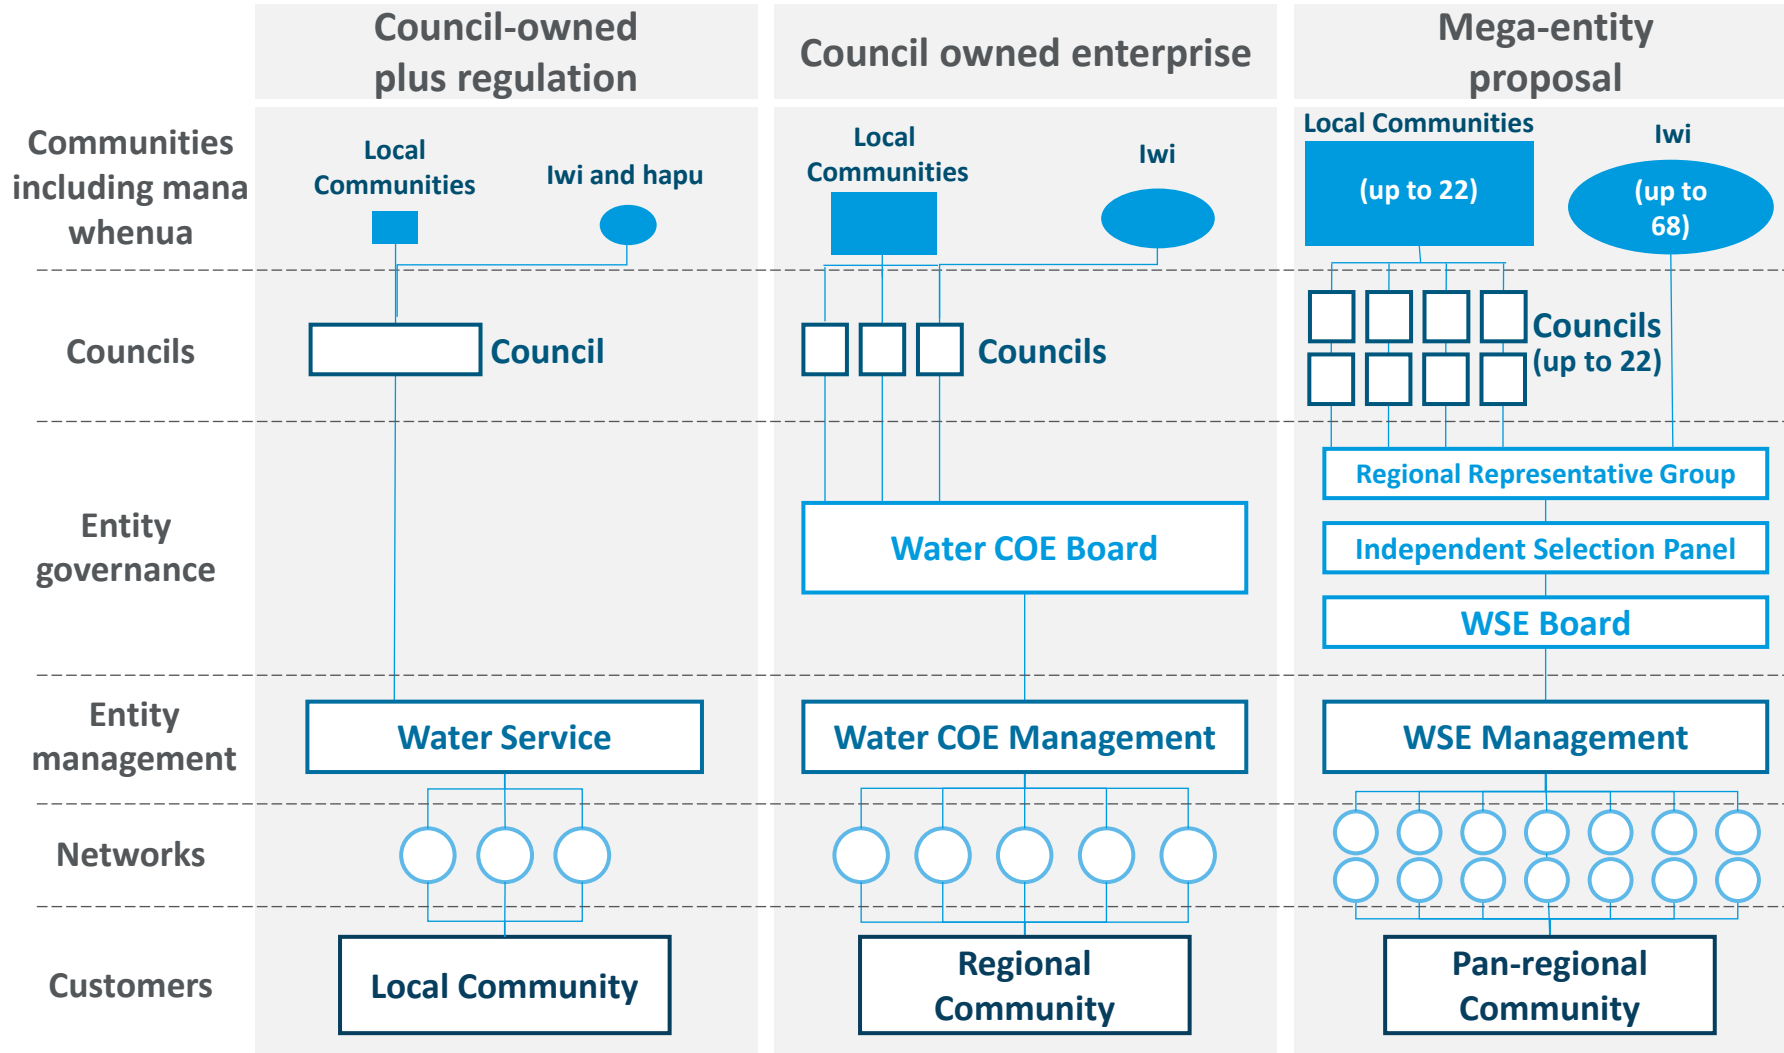 Council-owned
plus regulation
Council owned enterprise
Mega-entity
proposal
Communities
including mana
whenua
Local
Communities
Iwi and hapu
Local
Communities
Iwi
Local Communities
(up to 22)
Iwi
(up to
68)
Councils
Council
Councils
Councils
(up to 22)
Entity
governance
Water COE Board
Regional Representative Group
Independent Selection Panel
WSE Board
Entity
management
Water Service
Water COE Management
WSE Management
Networks
Customers
Local Community
Regional
Community
Pan-regional
Community